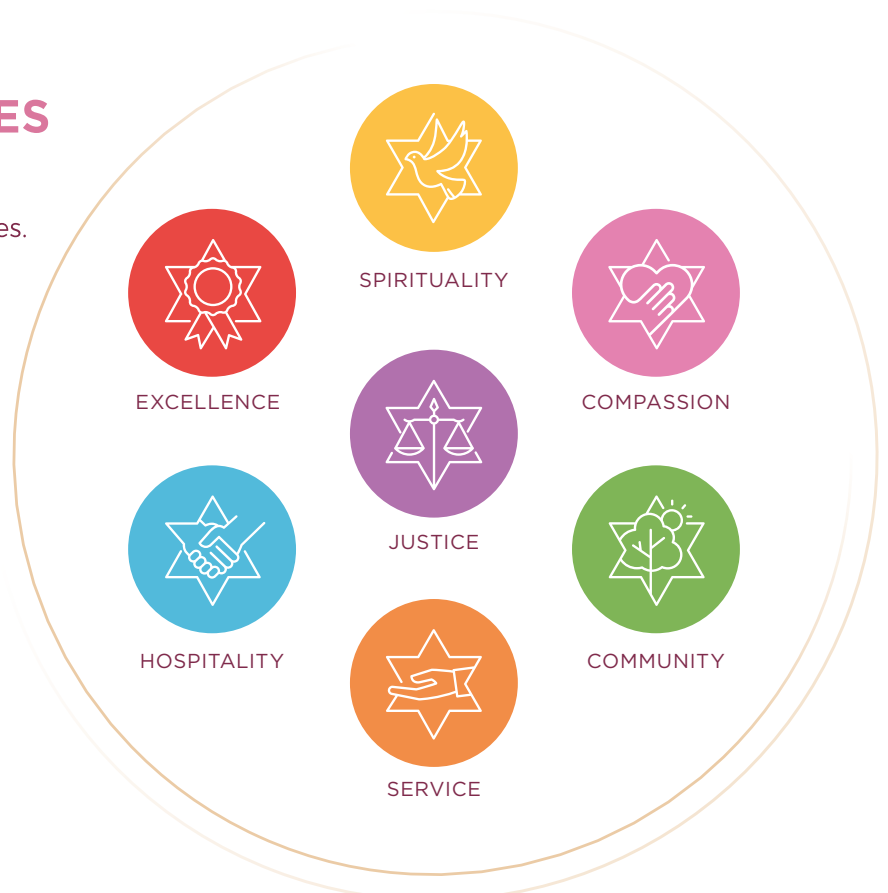 ES
es.
SPIRITUALITY
EXCELLENCE
COMPASSION
JUSTICE
HOSPITALITY
COMMUNITY
SERVICE